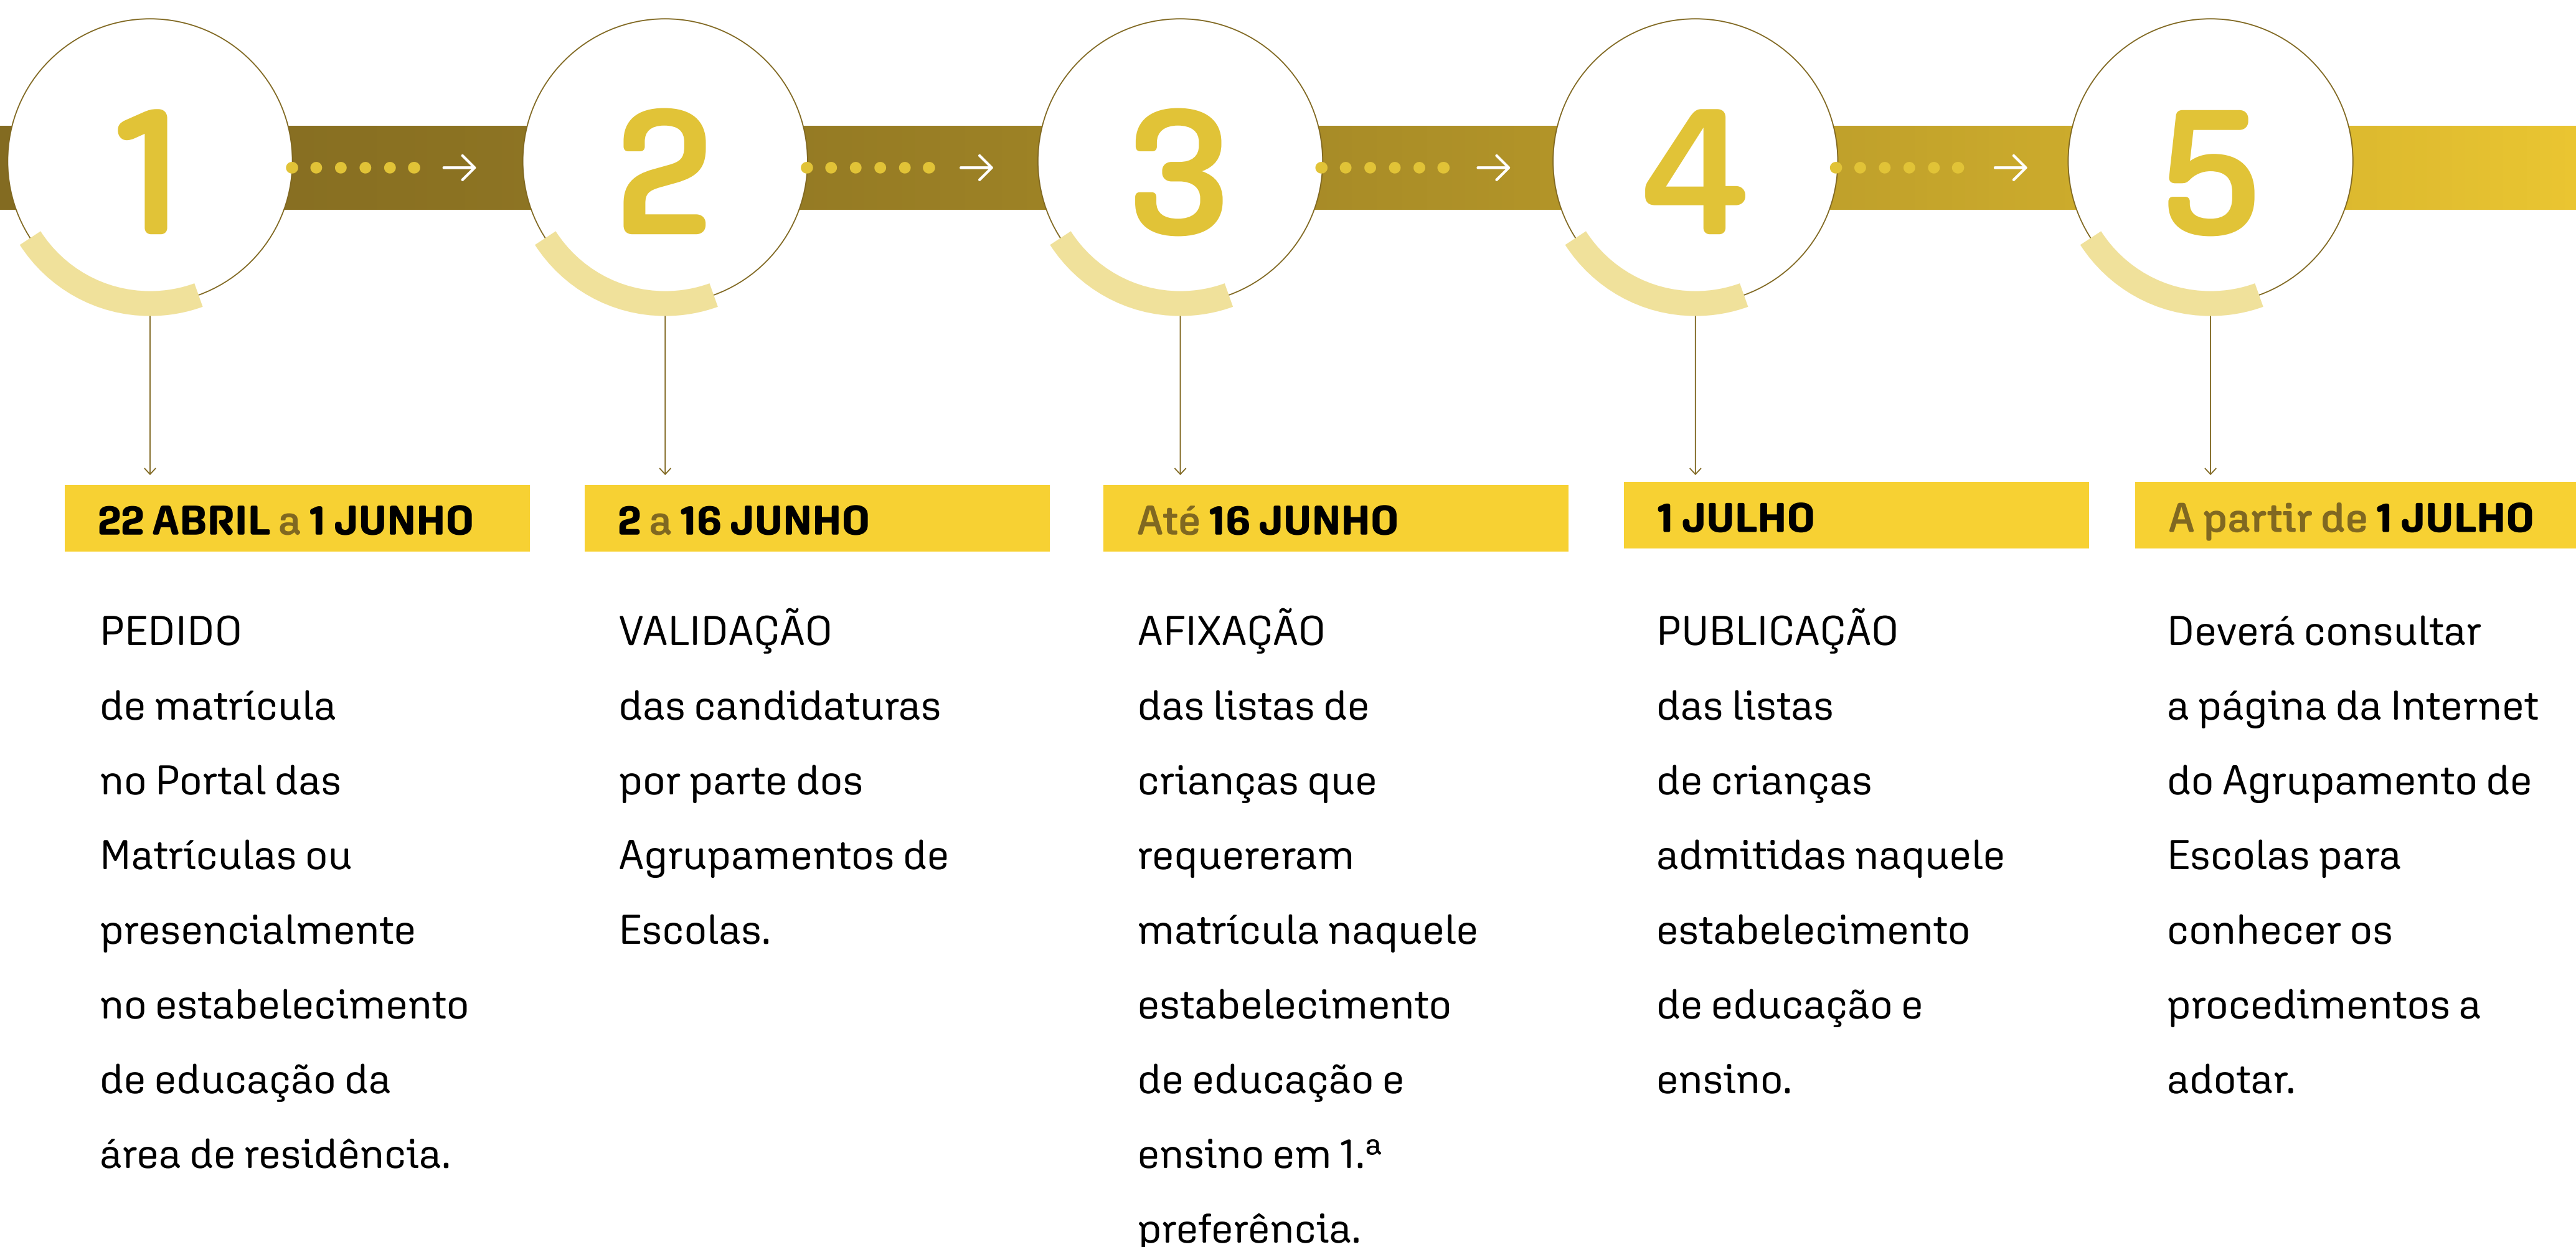 1
2
3
4
5
22 ABRIL a 1 JUNHO
PEDIDO
de matrícula
no Portal das
Matrículas ou
presencialmente
no estabelecimento
de educação da
área de residência.
2 a 16 JUNHO
VALIDAÇÃO
das candidaturas
por parte dos
Agrupamentos de
Escolas.
Até 16 JUNHO
AFIXAÇÃO
das listas de
crianças que
requereram
matrícula naquele
estabelecimento
de educação e
ensino em 1.ª
preferência.
1 JULHO
PUBLICAÇÃO
das listas
de crianças
admitidas naquele
estabelecimento
de educação e
ensino.
A partir de 1 JULHO
Deverá consultar
a página da Internet
do Agrupamento de
Escolas para
conhecer os
procedimentos a
adotar.